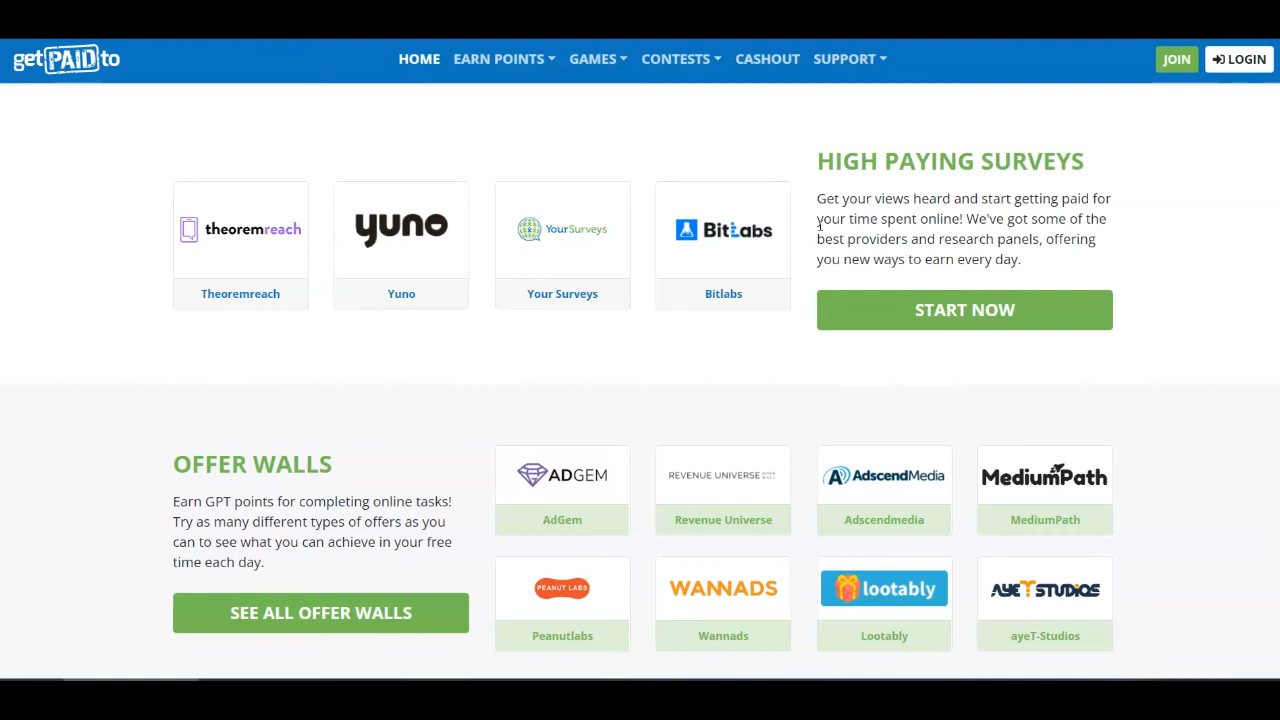 getPAIDto
HOME
EARN POINTS
GAMES
CONTESTS
CASHOUT
SUPPORT
JOIN
LOGIN
theoremreach
yuno
YourSurveys
BitLabs
Theoremreach
Yuno
Your Surveys
Bitlabs
HIGH PAYING SURVEYS
Get your views heard and start getting paid for
your time spent online! We've got some of the
best providers and research panels, offering
you new ways to earn every day.
START NOW
OFFER WALLS
Earn GPT points for completing online tasks!
Try as many different types of offers as you
can to see what you can achieve in your free
time each day.
SEE ALL OFFER WALLS
ADGEM
REVENUE UNIVERSE
AdscendMedia
MediumPath
AdGem
Revenue Universe
Adscendmedia
MediumPath
PEANUT LABS
WANNADS
lootably
AYET STUDIOS
Peanutlabs
Wannads
Lootably
ayeT-Studios